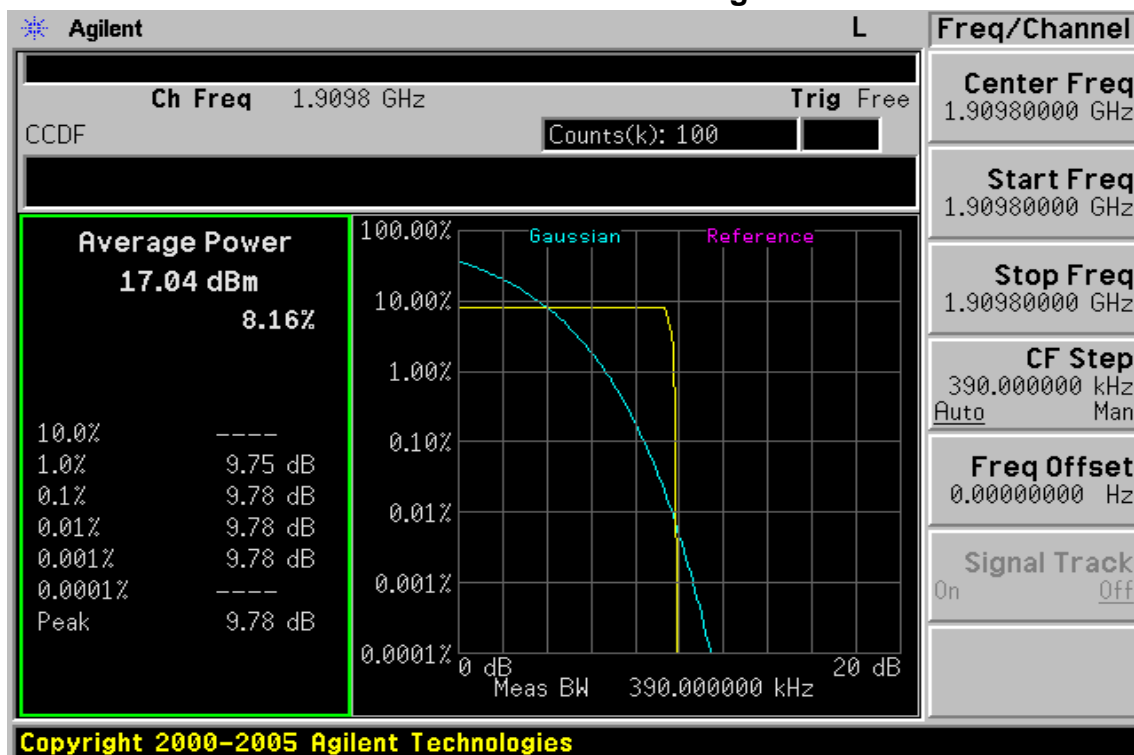 Agilent L Freq/Channel
Ch Freq 1.9098 GHz Trig Free
CCDF Counts(k): 100
Average Power
17.04 dBm
8.16%
10.0% ----
1.0% 9.75 dB
0.1% 9.78 dB
0.01% 9.78 dB
0.001% 9.78 dB
0.0001% ----
Peak 9.78 dB
Gaussian Reference
100.00%
10.00%
1.00%
0.10%
0.01%
0.001%
0.0001%
0 dB 20 dB
Meas BW 390.000000 kHz
Center Freq
1.90980000 GHz
Start Freq
1.90980000 GHz
Stop Freq
1.90980000 GHz
CF Step
390.000000 kHz
Auto Man
Freq Offset
0.00000000 Hz
Signal Track
On Off
Copyright 2000-2005 Agilent Technologies